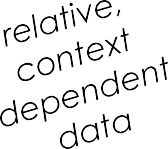 relative,
context
dependent
data